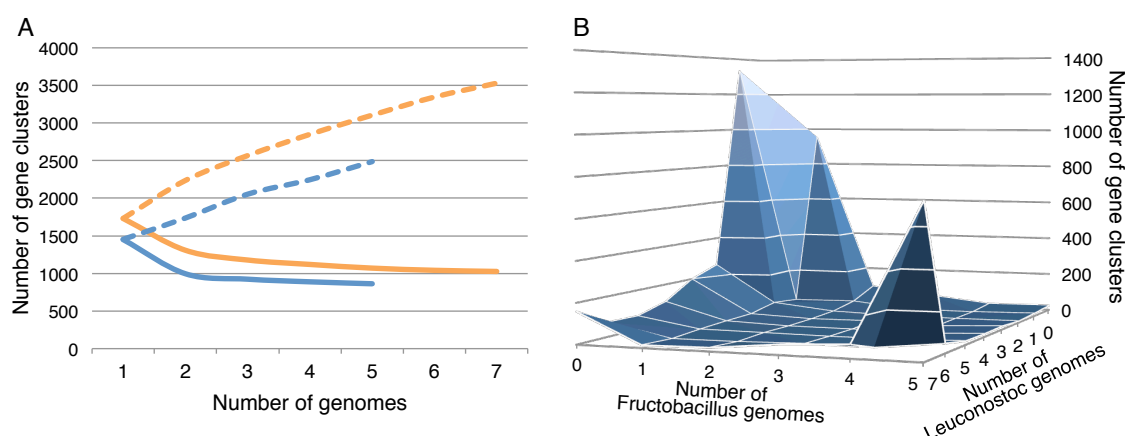 A
4000
3500
3000
2500
2000
1500
1000
500
0
Number of gene clusters
1 2 3 4 5 6 7
Number of genomes
B
1400
1200
1000
800
600
400
200
0
Number of gene clusters
0 1 2 3 4 5
Number of
Fructobacillus genomes
7 6 5 4 3 2 1 0
Number of
Leuconostoc genomes